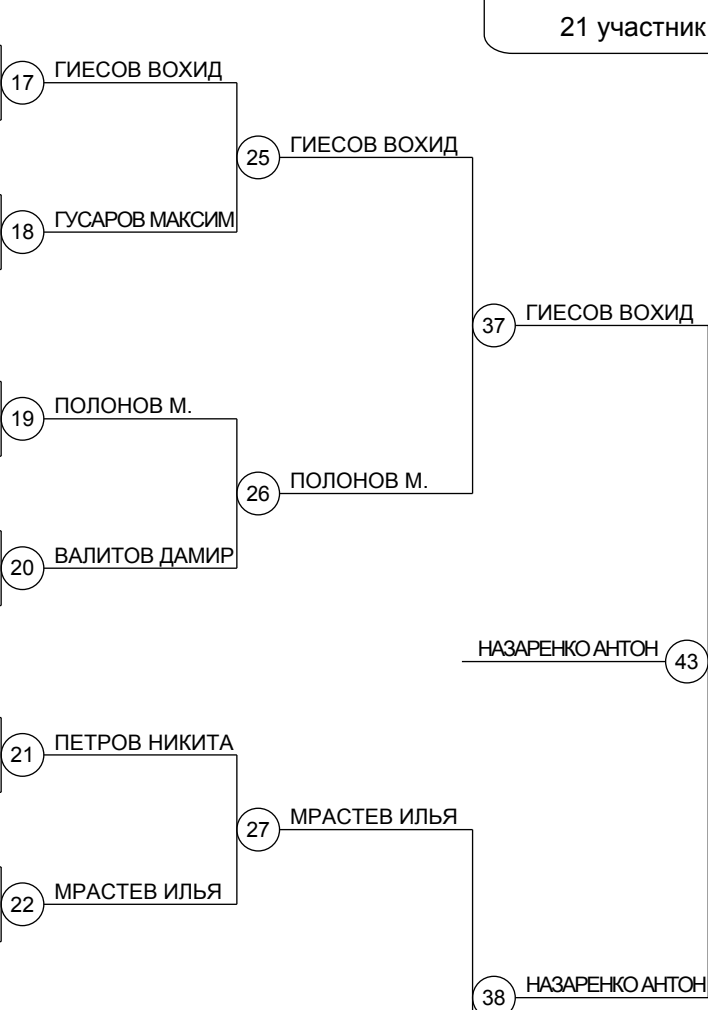 21 участник
17 ГИЕСОВ ВОХИД
25 ГИЕСОВ ВОХИД
18 ГУСАРОВ МАКСИМ
37 ГИЕСОВ ВОХИД
19 ПОЛОНОВ М.
26 ПОЛОНОВ М.
20 ВАЛИТОВ ДАМИР
НАЗАРЕНКО АНТОН 43
21 ПЕТРОВ НИКИТА
27 МРАСТЕВ ИЛЬЯ
22 МРАСТЕВ ИЛЬЯ
38 НАЗАРЕНКО АНТОН